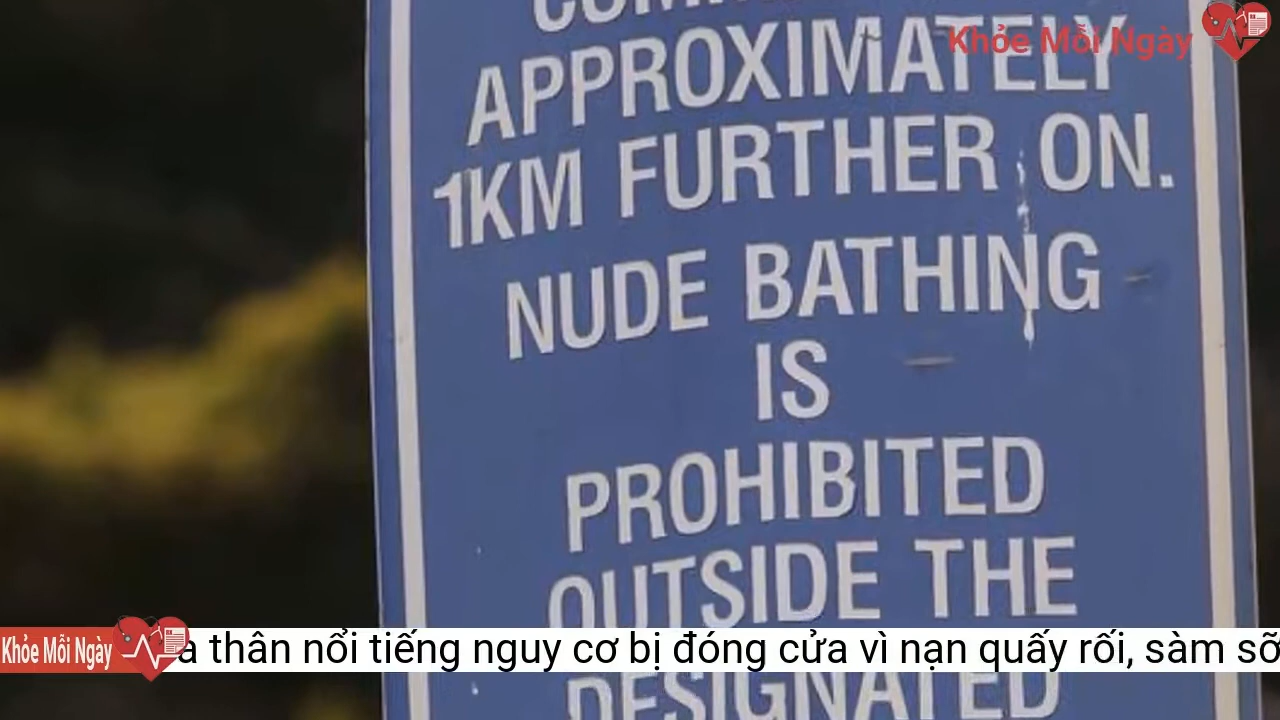 APPROXIMATELY
Khỏe Mỗi Ngày
1KM FURTHER ON.
NUDE BATHING
IS
PROHIBITED
OUTSIDE THE
Khỏe Mỗi Ngày
thân nổi tiếng nguy cơ bị đóng cửa vì nạn quấy rối, sàm sỡ
DESIGNATED